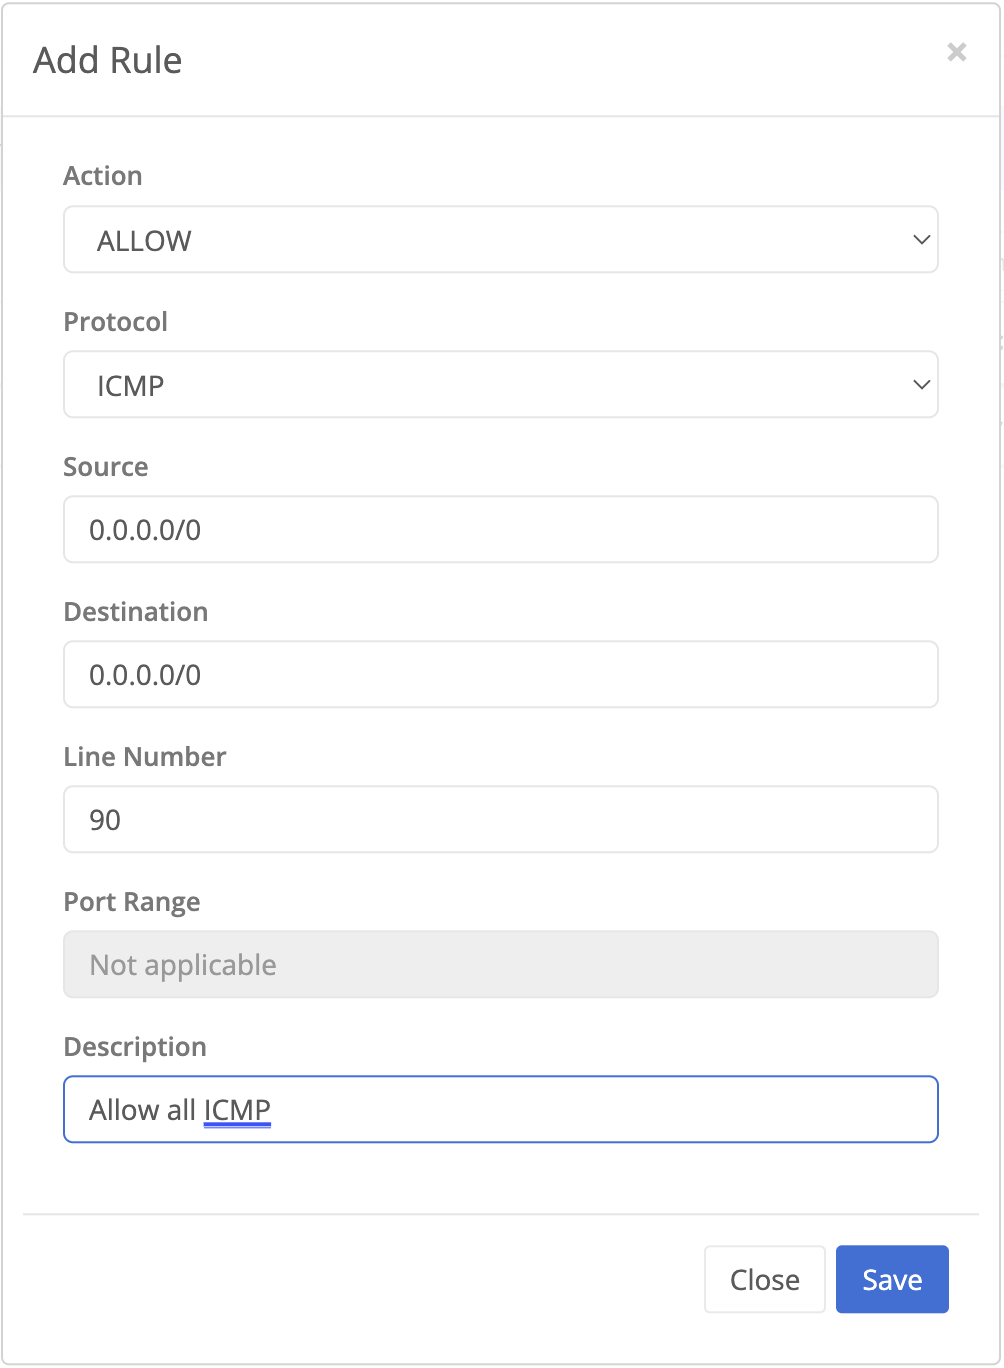 Add Rule
×
Action
ALLOW
Protocol
ICMP
Source
0.0.0.0/0
Destination
0.0.0.0/0
Line Number
90
Port Range
Not applicable
Description
Allow all ICMP
Close Save